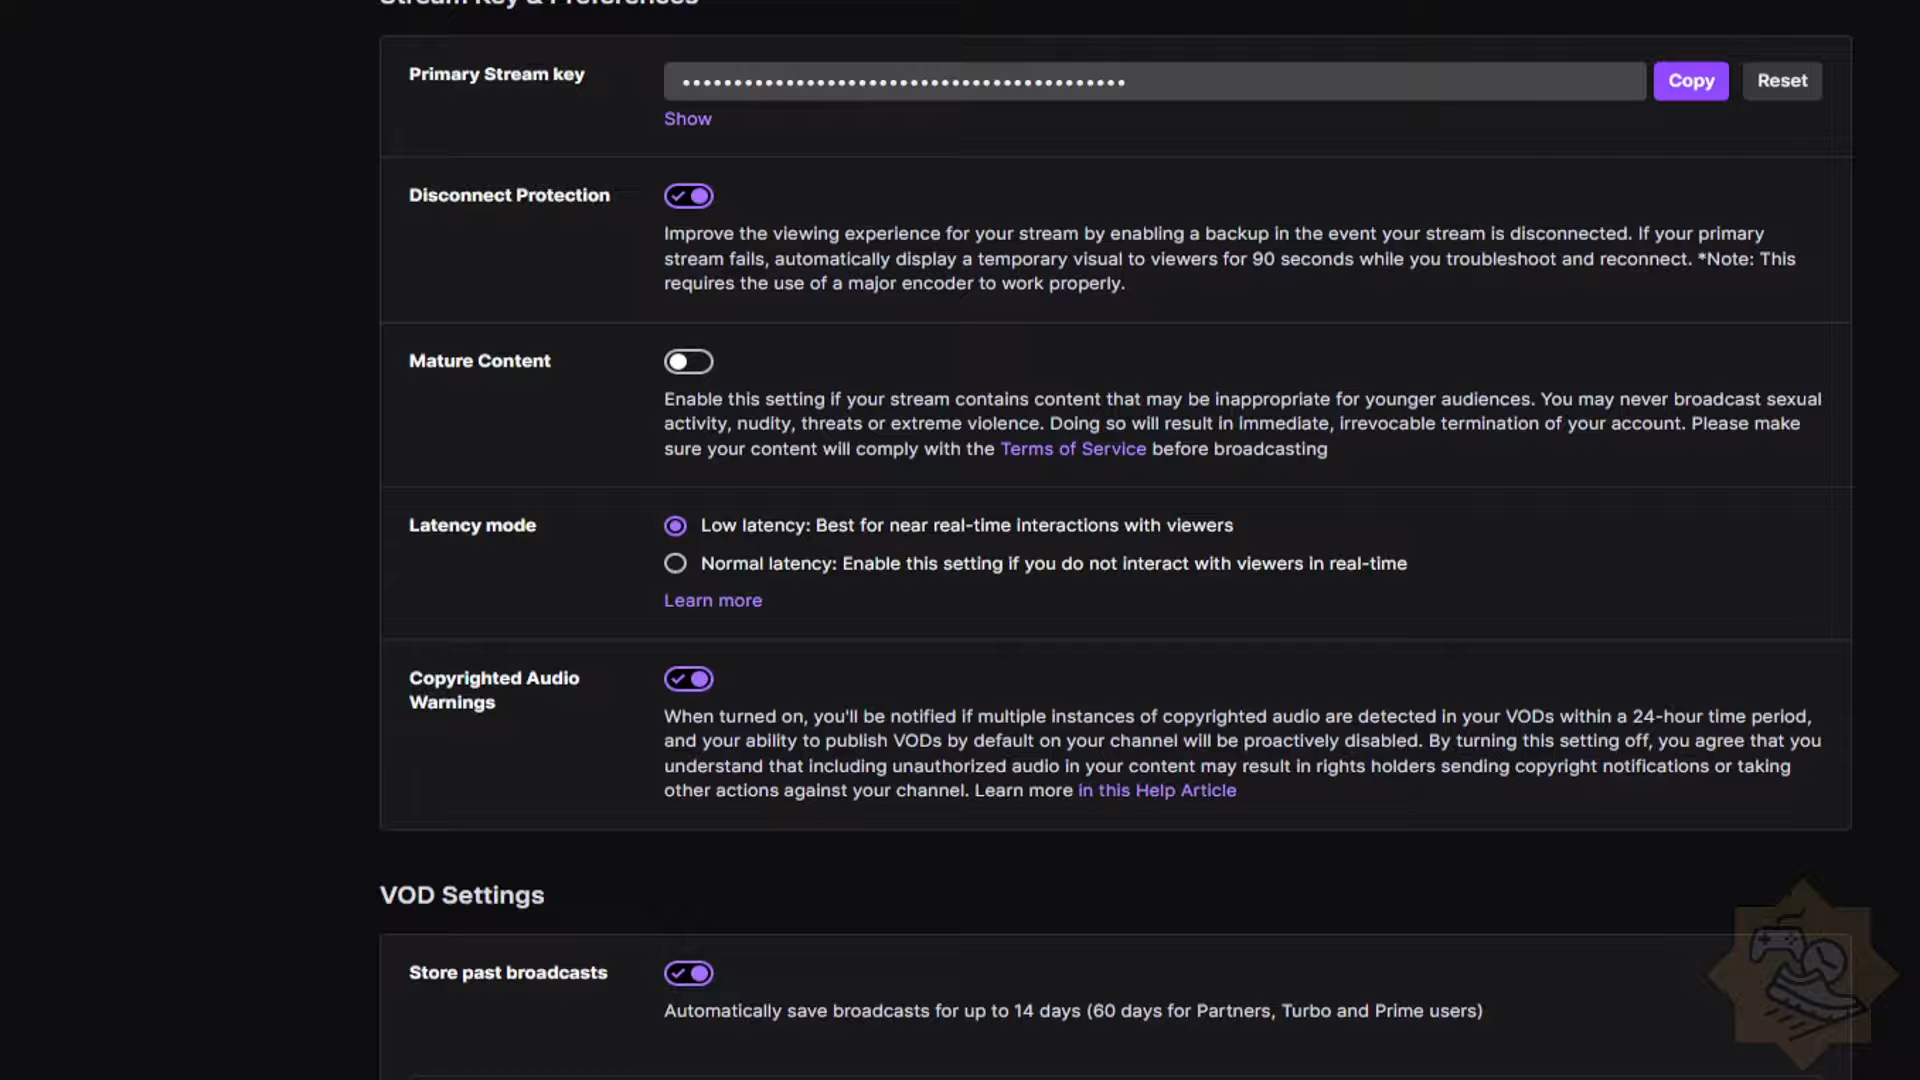 Stream Key & Preferences
Primary Stream key
Copy
Reset
Show
Disconnect Protection
Improve the viewing experience for your stream by enabling a backup in the event your stream is disconnected. If your primary
stream fails, automatically display a temporary visual to viewers for 90 seconds while you troubleshoot and reconnect. *Note: This
requires the use of a major encoder to work properly.
Mature Content
Enable this setting if your stream contains content that may be inappropriate for younger audiences. You may never broadcast sexual
activity, nudity, threats or extreme violence. Doing so will result in immediate, irrevocable termination of your account. Please make
sure your content will comply with the Terms of Service before broadcasting
Latency mode
Low latency: Best for near real-time interactions with viewers
Normal latency: Enable this setting if you do not interact with viewers in real-time
Learn more
Copyrighted Audio
Warnings
When turned on, you'll be notified if multiple instances of copyrighted audio are detected in your VODs within a 24-hour time period,
and your ability to publish VODs by default on your channel will be proactively disabled. By turning this setting off, you agree that you
understand that including unauthorized audio in your content may result in rights holders sending copyright notifications or taking
other actions against your channel. Learn more in this Help Article
VOD Settings
Store past broadcasts
Automatically save broadcasts for up to 14 days (60 days for Partners, Turbo and Prime users)